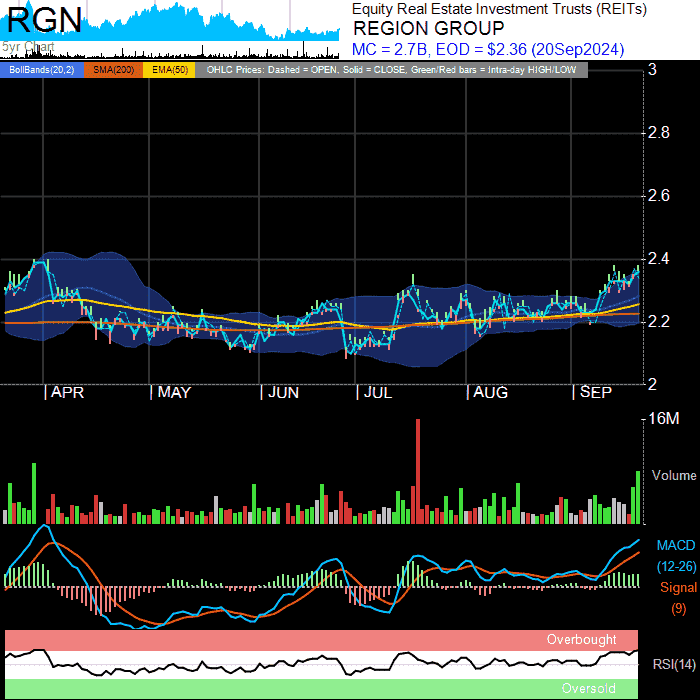 RGN
5yr Chart
Equity Real Estate Investment Trusts (REITs)
REGION GROUP
MC = 2.7B, EOD = $2.36 (20Sep2024)
BollBands(20,2) SMA(200) EMA(50) OHLC Prices: Dashed = OPEN, Solid = CLOSE, Green/Red bars = Intra-day HIGH/LOW
3
2.8
2.6
2.4
2.2
2
APR MAY JUN JUL AUG SEP
16M
Volume
MACD
(12-26)
Signal
(9)
Overbought
RSI(14)
Oversold